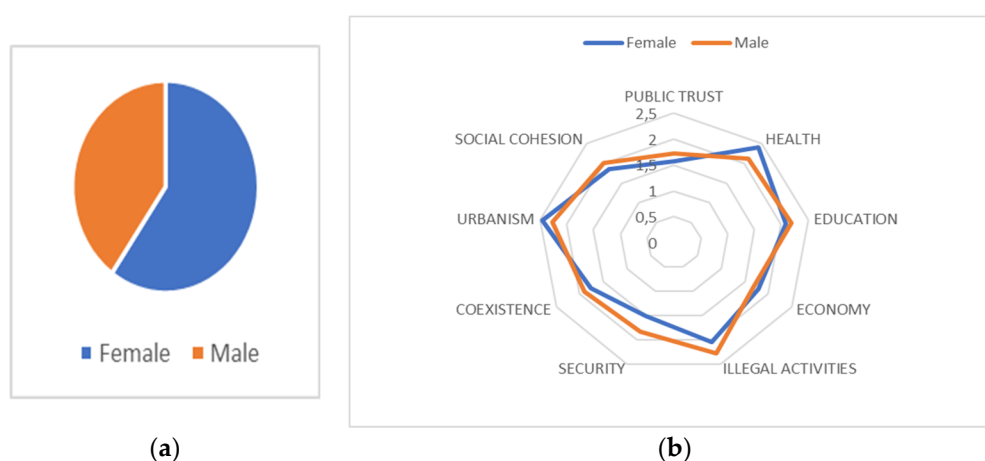 Female Male
(a)
Female Male
PUBLIC TRUST
2,5
2
1,5
1
0,5
0
HEALTH
EDUCATION
ECONOMY
ILLEGAL ACTIVITIES
SECURITY
COEXISTENCE
URBANISM
SOCIAL COHESION
(b)